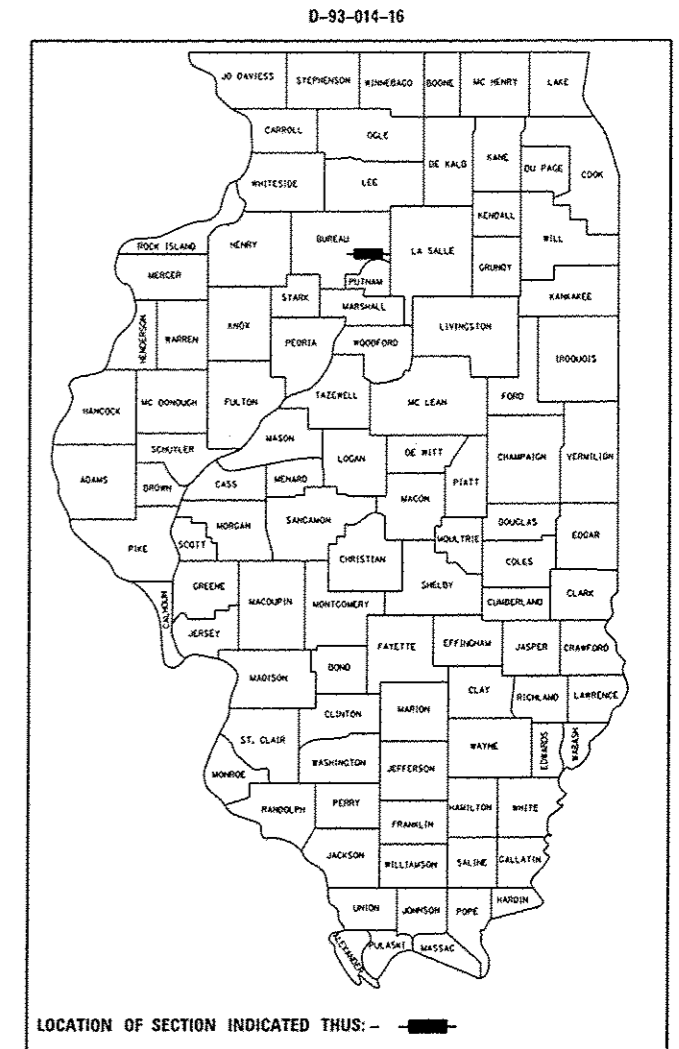 D-93-014-16
JO DAVIESS STEPHENSON WINNEBAGO BOONE MC HENRY LAKE
CARROLL OGLE
DE KALB KANE DU PAGE COOK
WHITESIDE LEE
KENDALL WILL
ROCK ISLAND HENRY BUREAU LA SALLE GRUNDY
MERCER PUTNAM
STARK MARSHALL KANKAKEE
HENDERSON WARREN KNOX LIVINGSTON
PEORIA WOODFORD IROQUOIS
HANCOCK MC DONOUGH FULTON TAZEWELL MC LEAN FORD
MASON
SCHUYLER LOGAN DE WITT CHAMPAIGN VERMILION
ADAMS BROWN CASS MENARD PIATT
MACON
MORGAN SANGAMON DOUGLAS
PIKE SCOTT MOULTRIE EDGAR
CHRISTIAN COLES
GREENE SHELBY
CALHOUN MACOUPIN MONTGOMERY CUMBERLAND CLARK
JERSEY
FAYETTE EFFINGHAM JASPER CRAWFORD
MADISON BOND
CLAY RICHLAND LAWRENCE
CLINTON MARION
ST. CLAIR WAYNE EDWARDS WABASH
WASHINGTON JEFFERSON
MONROE
RANDOLPH PERRY HAMILTON WHITE
FRANKLIN
JACKSON WILLIAMSON SALINE GALLATIN
HARDIN
UNION JOHNSON POPE
ALEXANDER PULASKI MASSAC
LOCATION OF SECTION INDICATED THUS: -